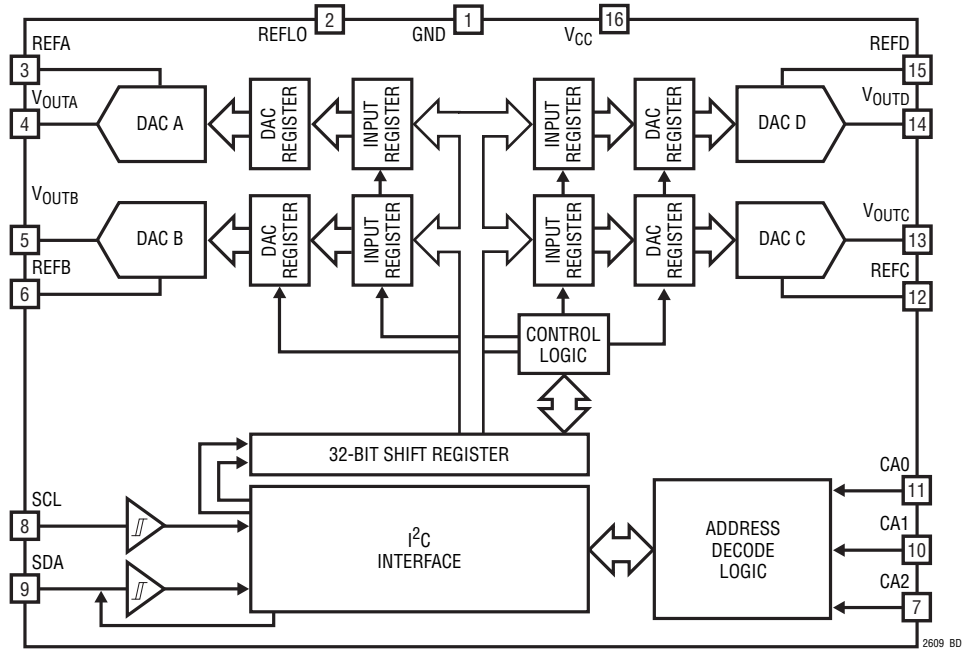 2
REFLO
1
GND
16
VCC
REFA
3
VOUTA
4
DAC A
DAC
REGISTER
INPUT
REGISTER
INPUT
REGISTER
DAC
REGISTER
DAC D
REFD
15
VOUTD
14
VOUTB
5
REFB
6
DAC B
DAC
REGISTER
INPUT
REGISTER
INPUT
REGISTER
DAC
REGISTER
DAC C
VOUTC
13
REFC
12
CONTROL
LOGIC
32-BIT SHIFT REGISTER
SCL
8
SDA
9
I2C
INTERFACE
ADDRESS
DECODE
LOGIC
CA0
11
CA1
10
CA2
7
2609 BD